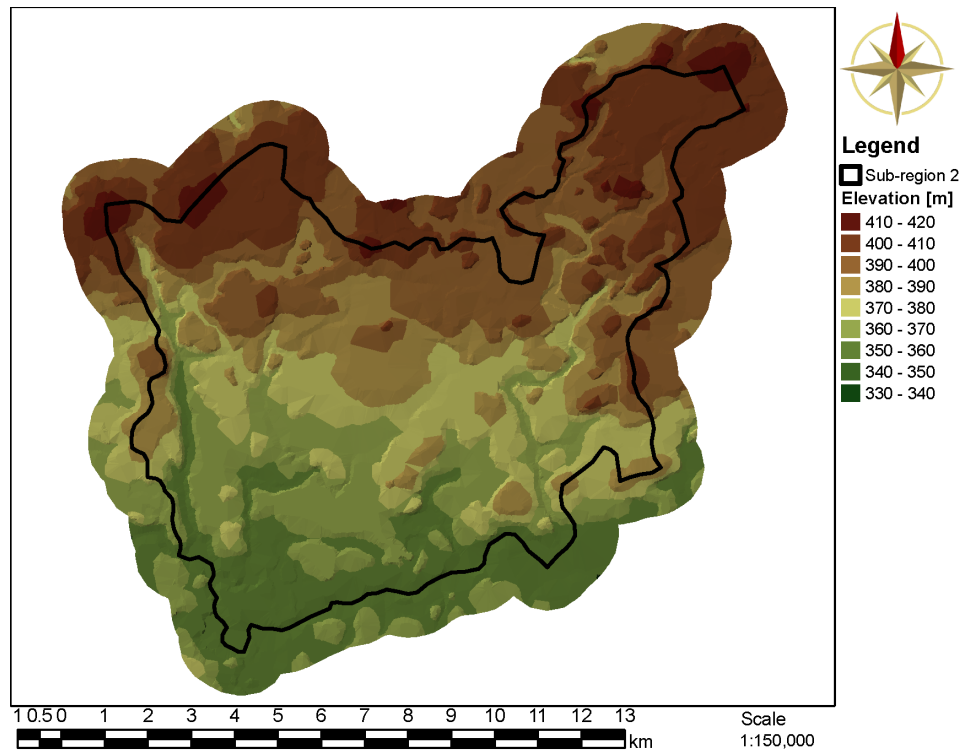 Legend
Sub-region 2
Elevation [m]
410 - 420
400 - 410
390 - 400
380 - 390
370 - 380
360 - 370
350 - 360
340 - 350
330 - 340
1 0.5 0 1 2 3 4 5 6 7 8 9 10 11 12 13
km
Scale
1:150,000